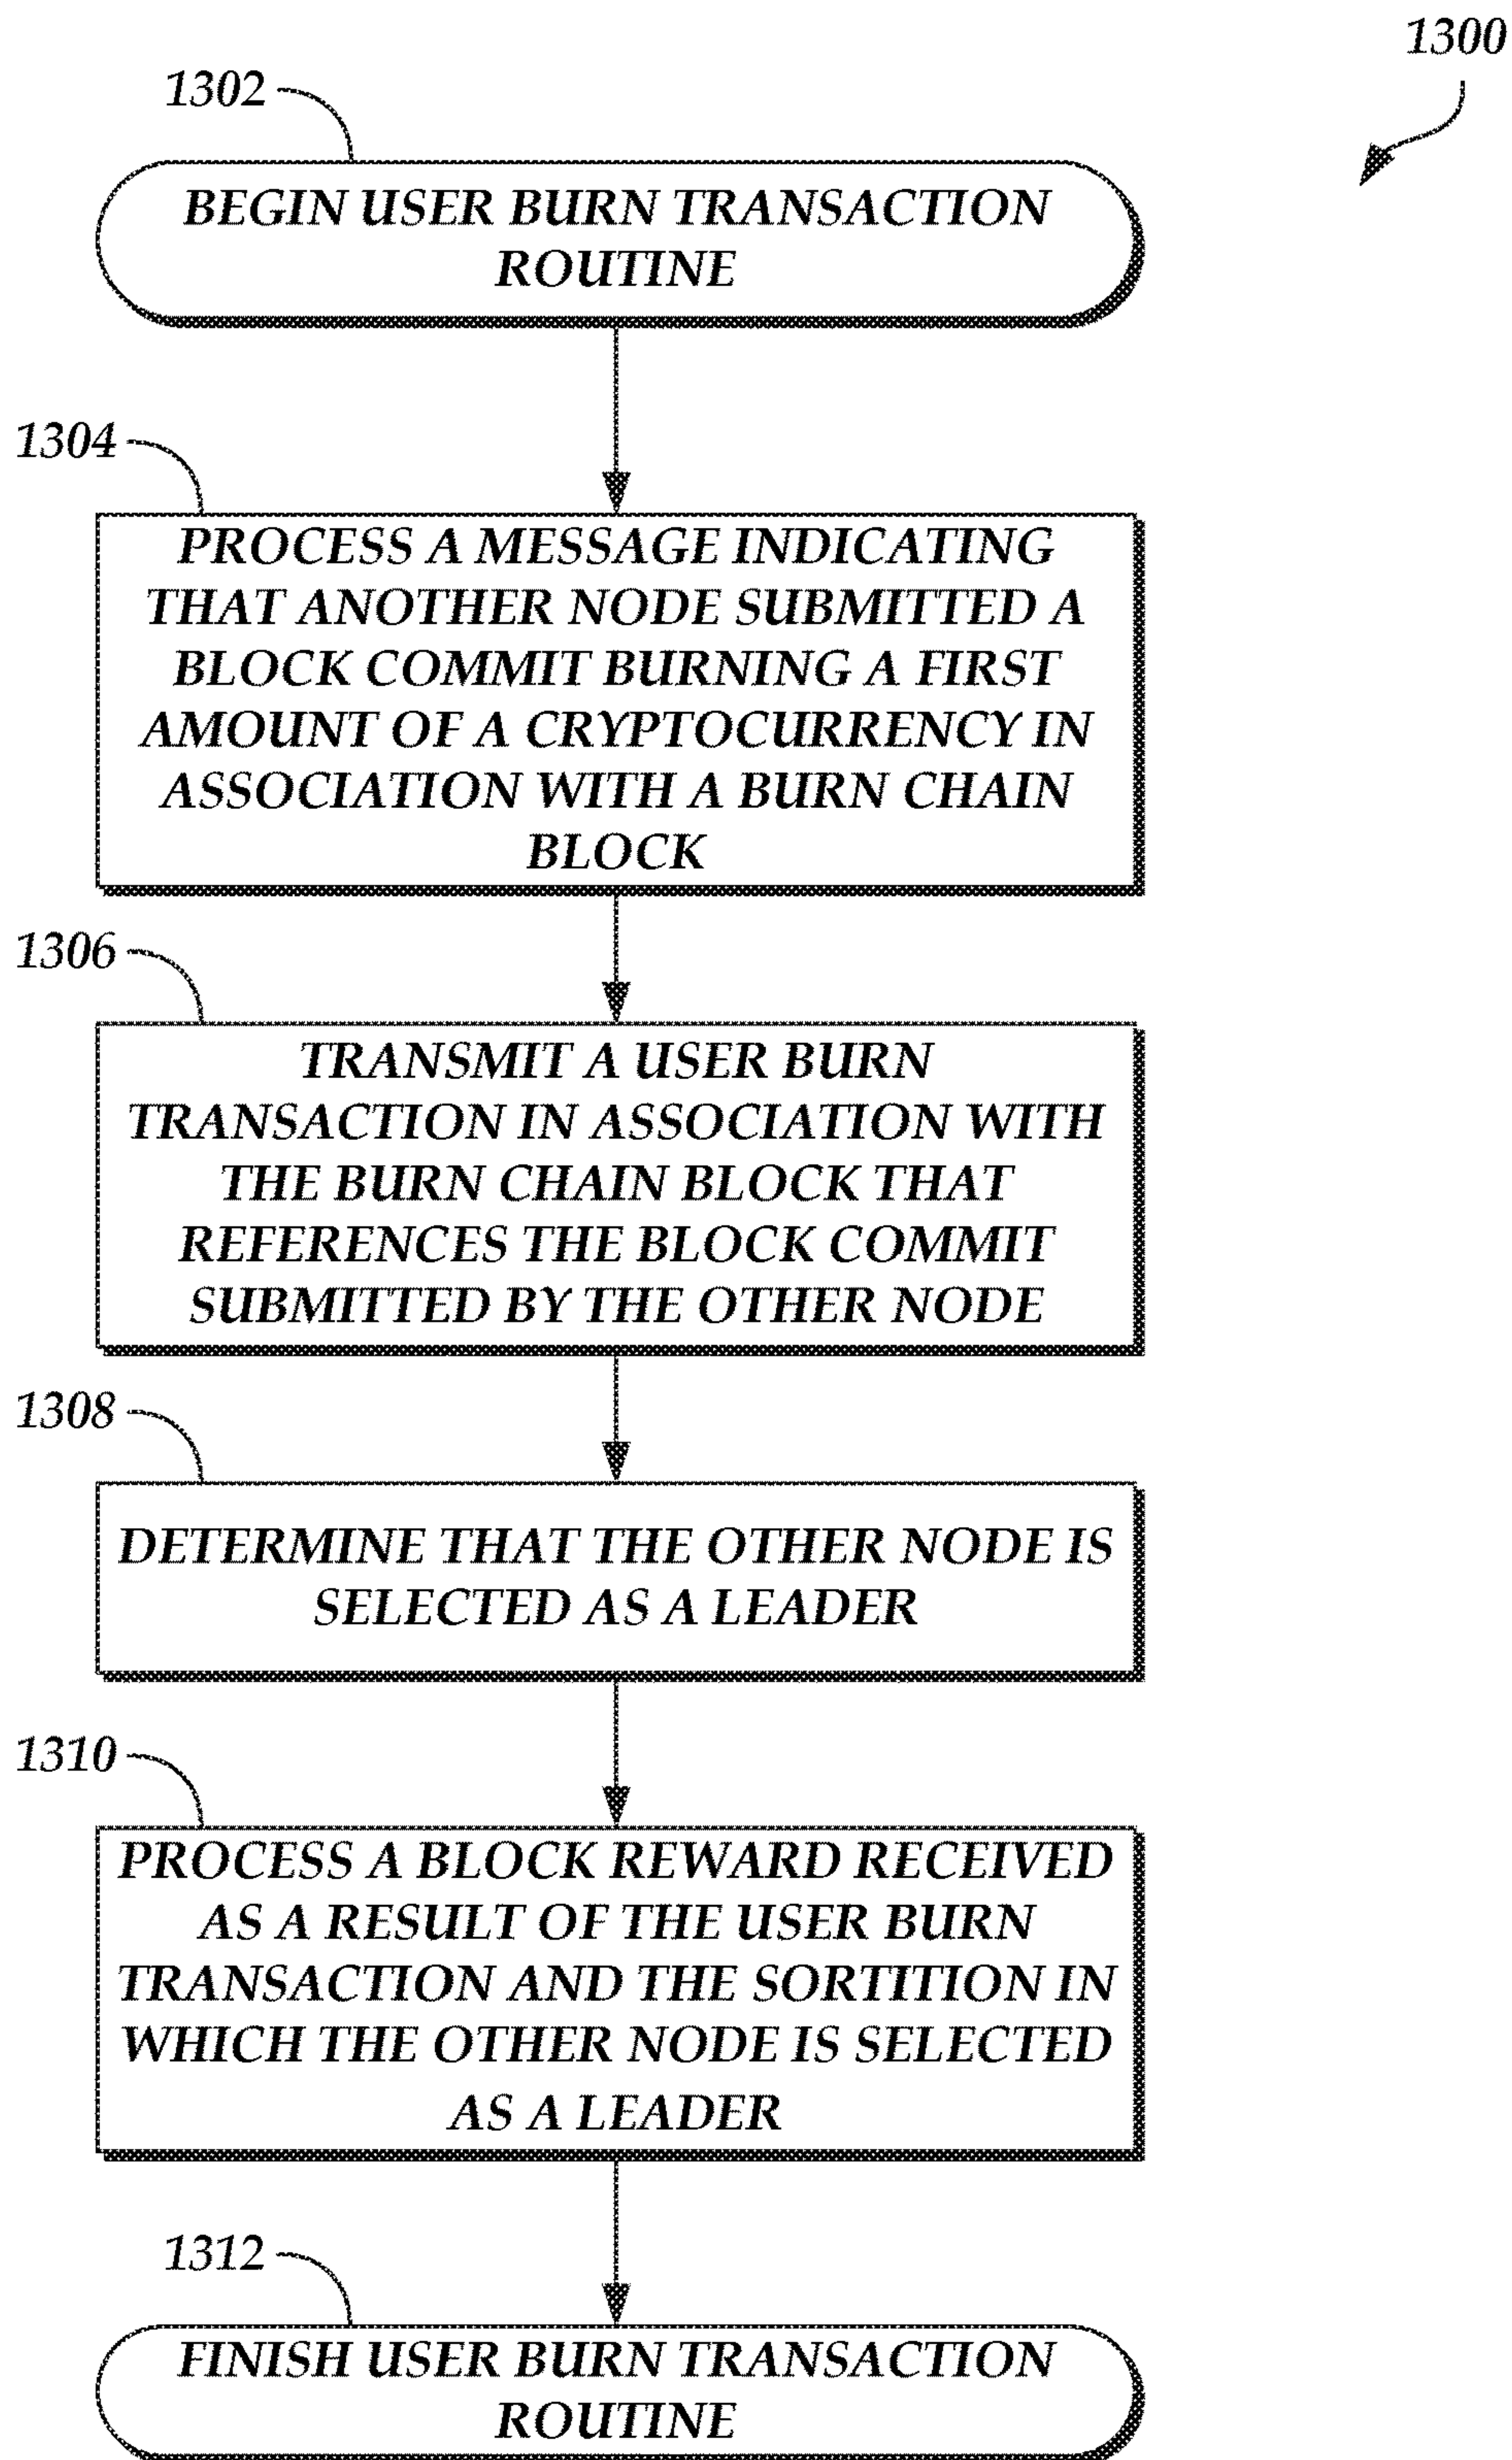 1300
1302
BEGIN USER BURN TRANSACTION
ROUTINE
1304
PROCESS A MESSAGE INDICATING
THAT ANOTHER NODE SUBMITTED A
BLOCK COMMIT BURNING A FIRST
AMOUNT OF A CRYPTOCURRENCY IN
ASSOCIATION WITH A BURN CHAIN
BLOCK
1306
TRANSMIT A USER BURN
TRANSACTION IN ASSOCIATION WITH
THE BURN CHAIN BLOCK THAT
REFERENCES THE BLOCK COMMIT
SUBMITTED BY THE OTHER NODE
1308
DETERMINE THAT THE OTHER NODE IS
SELECTED AS A LEADER
1310
PROCESS A BLOCK REWARD RECEIVED
AS A RESULT OF THE USER BURN
TRANSACTION AND THE SORTITION IN
WHICH THE OTHER NODE IS SELECTED
AS A LEADER
1312
FINISH USER BURN TRANSACTION
ROUTINE